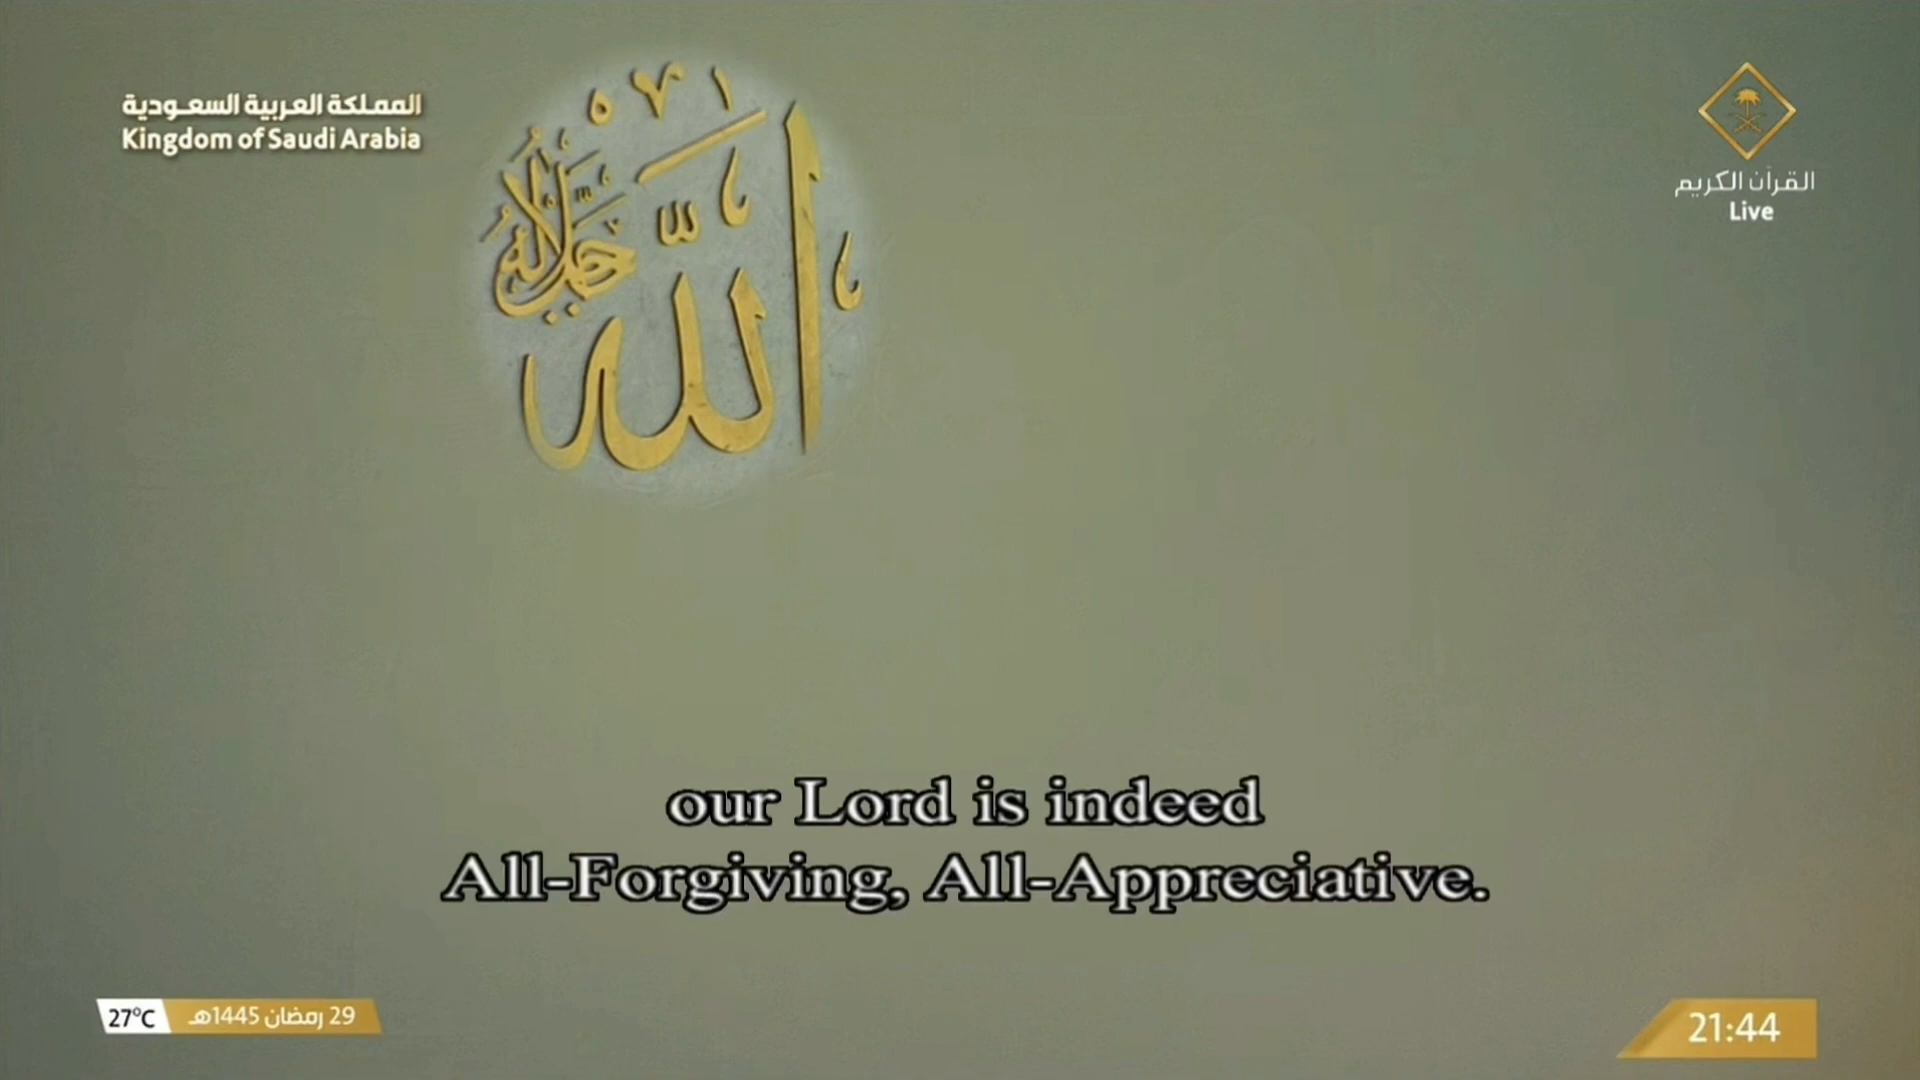 المملكة العربية السعودية
Kingdom of Saudi Arabia
الله
جل جلاله
القرآن الكريم
Live
our Lord is indeed
All-Forgiving, All-Appreciative.
27°C
29 رمضان 1445هـ
21:44